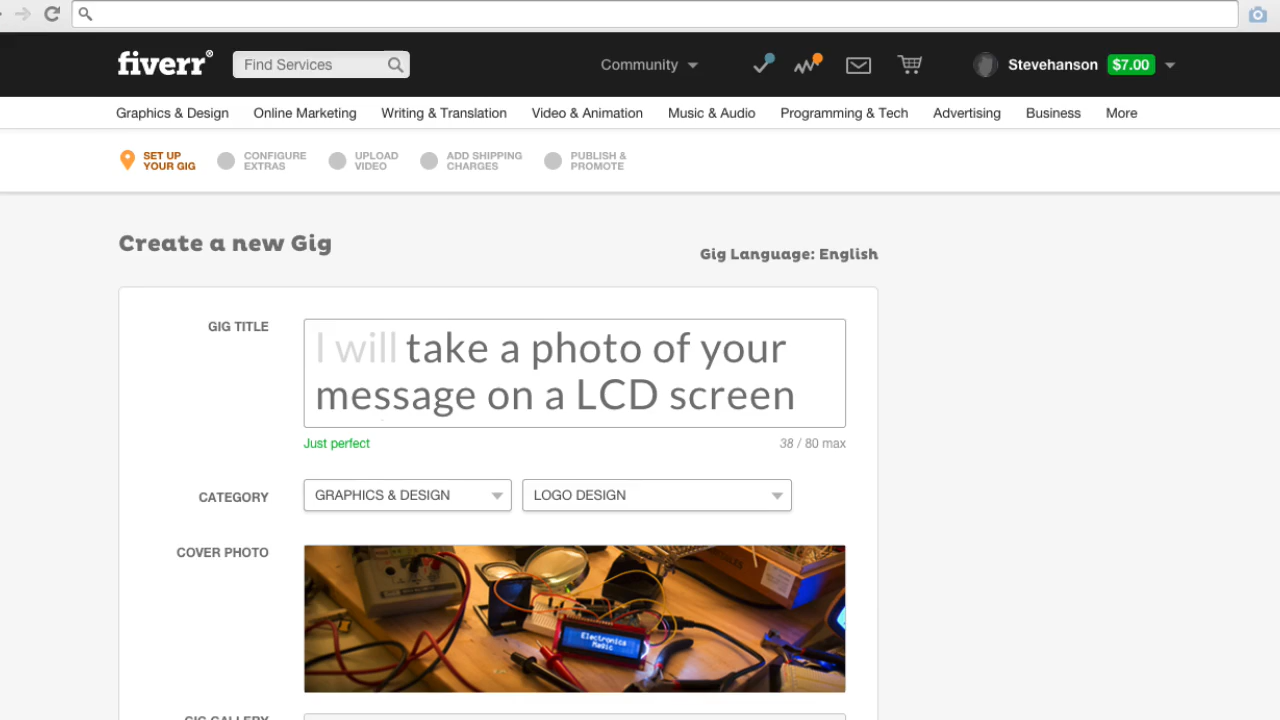 fiverr®
Find Services
Community
Stevehanson $7.00
Graphics & Design Online Marketing Writing & Translation Video & Animation Music & Audio Programming & Tech Advertising Business More
SET UP YOUR GIG
CONFIGURE EXTRAS
UPLOAD VIDEO
ADD SHIPPING CHARGES
PUBLISH & PROMOTE
Create a new Gig
Gig Language: English
GIG TITLE
I will take a photo of your
message on a LCD screen
Just perfect
38 / 80 max
CATEGORY
GRAPHICS & DESIGN
LOGO DESIGN
COVER PHOTO
Electronics
Magic
GIG GALLERY